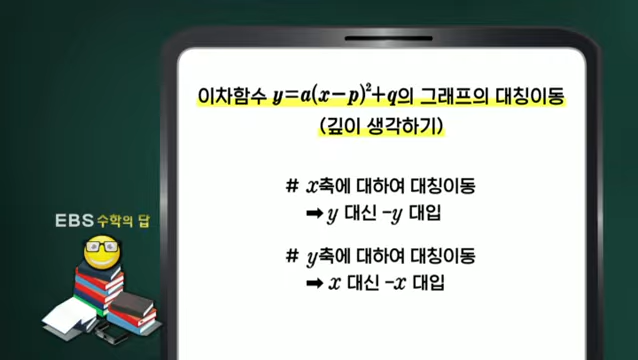 이차함수 y=a(x-p)²+q의 그래프의 대칭이동
(깊이 생각하기)
# x축에 대하여 대칭이동
➡ y 대신 -y 대입
# y축에 대하여 대칭이동
➡ x 대신 -x 대입
EBS 수학의 답